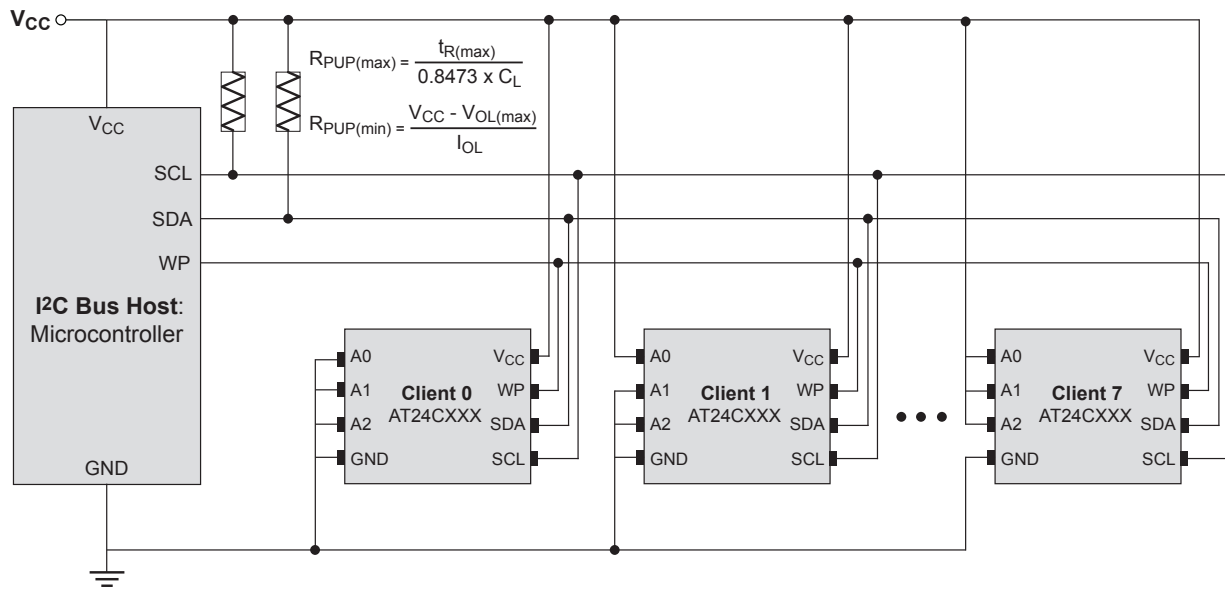 VCC
RPUP(max) = tR(max) / 0.8473 x CL
RPUP(min) = VCC - VOL(max) / IOL
VCC
SCL
SDA
WP
I2C Bus Host:
Microcontroller
GND
A0
A1
A2
GND
Client 0
AT24CXXX
VCC
WP
SDA
SCL
A0
A1
A2
GND
Client 1
AT24CXXX
VCC
WP
SDA
SCL
A0
A1
A2
GND
Client 7
AT24CXXX
VCC
WP
SDA
SCL